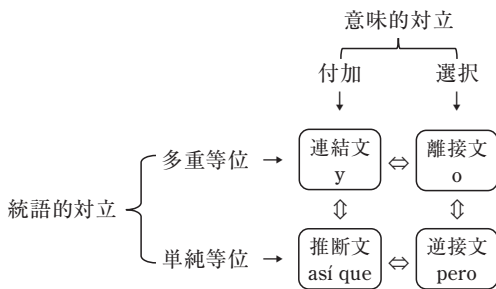 意味的対立
付加 選択
多重等位 → 連結文 ⇔ 離接文
y o
統語的対立 ⇕ ⇕
単純等位 → 推断文 ⇔ 逆接文
así que pero